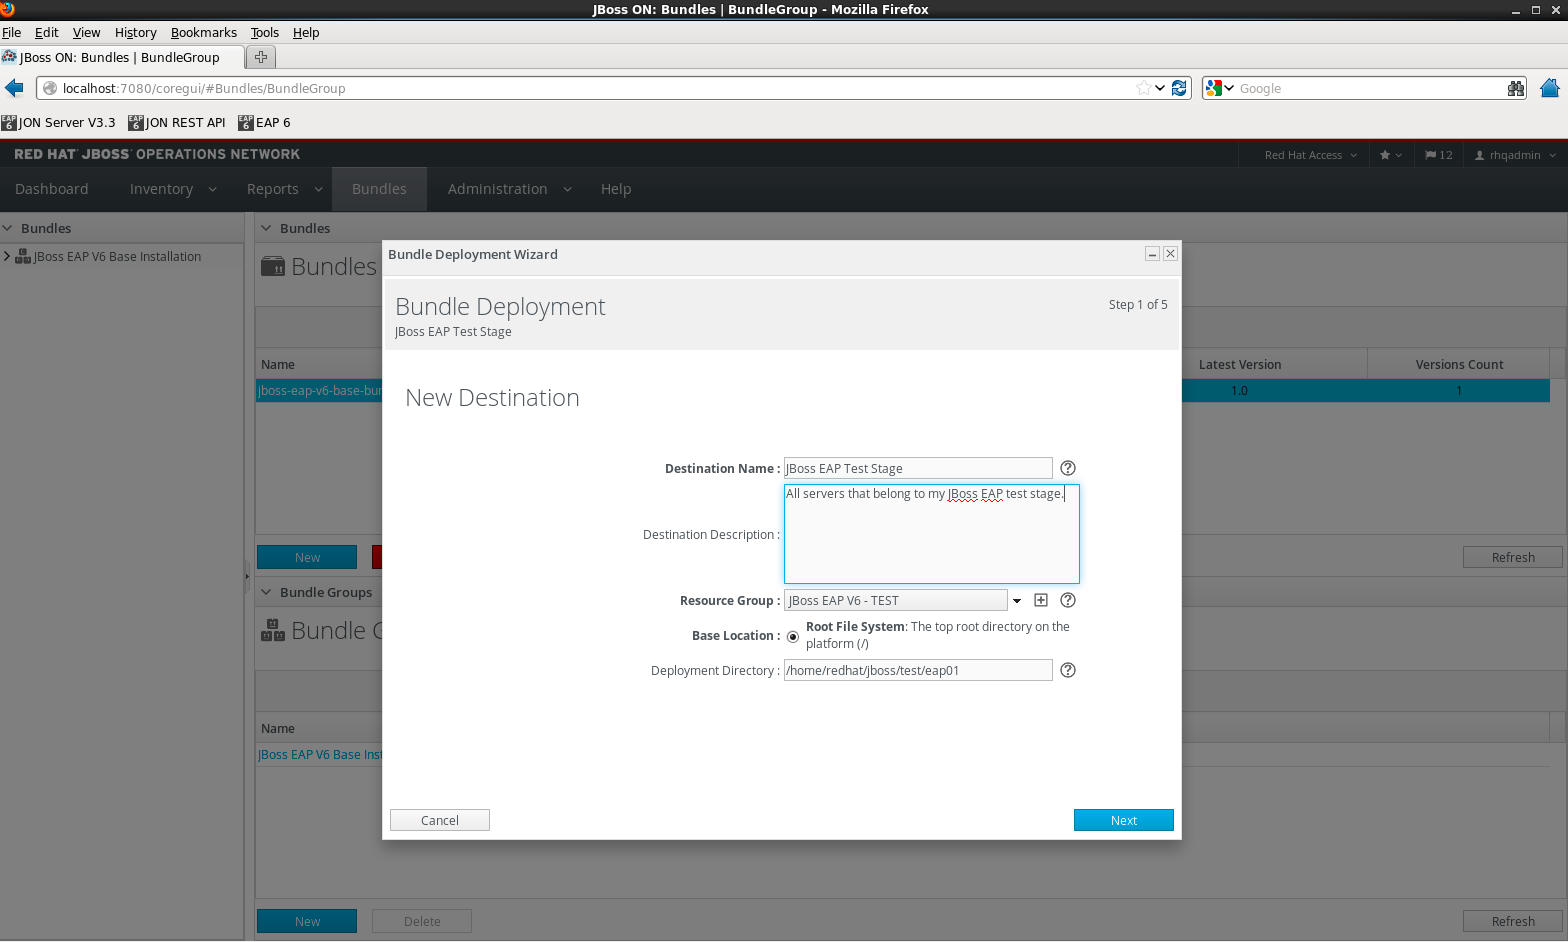 JBoss ON: Bundles | BundleGroup - Mozilla Firefox
File Edit View History Bookmarks Tools Help
JBoss ON: Bundles | BundleGroup
localhost:7080/coregui/#Bundles/BundleGroup
Google
EAP 6 JON Server V3.3 EAP 6 JON REST API EAP 6 EAP 6
RED HAT JBOSS OPERATIONS NETWORK
Red Hat Access 12 rhqadmin
Dashboard Inventory Reports Bundles Administration Help
Bundles
Bundles
JBoss EAP V6 Base Installation
Bundles
Name Latest Version Versions Count
jboss-eap-v6-base-bun 1.0 1
New Refresh
Bundle Groups
Bundle G
Name
JBoss EAP V6 Base Inst
New Delete Refresh
Bundle Deployment Wizard
Bundle Deployment Step 1 of 5
JBoss EAP Test Stage
New Destination
Destination Name : JBoss EAP Test Stage
Destination Description : All servers that belong to my JBoss EAP test stage.
Resource Group : JBoss EAP V6 - TEST
Base Location : Root File System: The top root directory on the
platform (/)
Deployment Directory : /home/redhat/jboss/test/eap01
Cancel Next